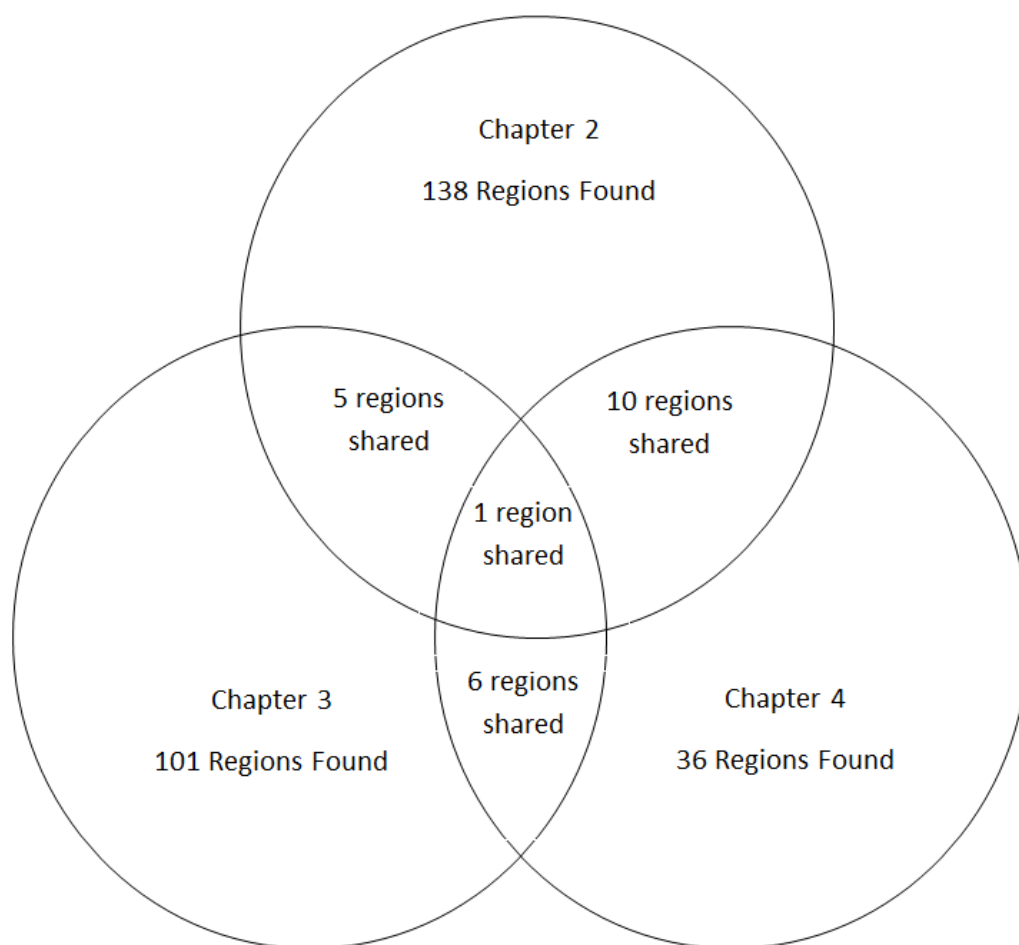 Chapter 2
138 Regions Found
5 regions
shared
10 regions
shared
1 region
shared
6 regions
shared
Chapter 3
101 Regions Found
Chapter 4
36 Regions Found